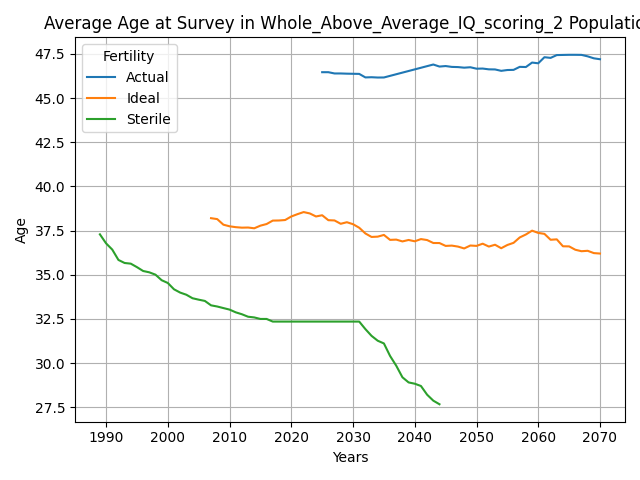 Average Age at Survey in Whole_Above_Average_IQ_scoring_2 Populatio
Fertility
Actual
Ideal
Sterile
47.5
45.0
42.5
40.0
37.5
35.0
32.5
30.0
27.5
Age
1990 2000 2010 2020 2030 2040 2050 2060 2070
Years